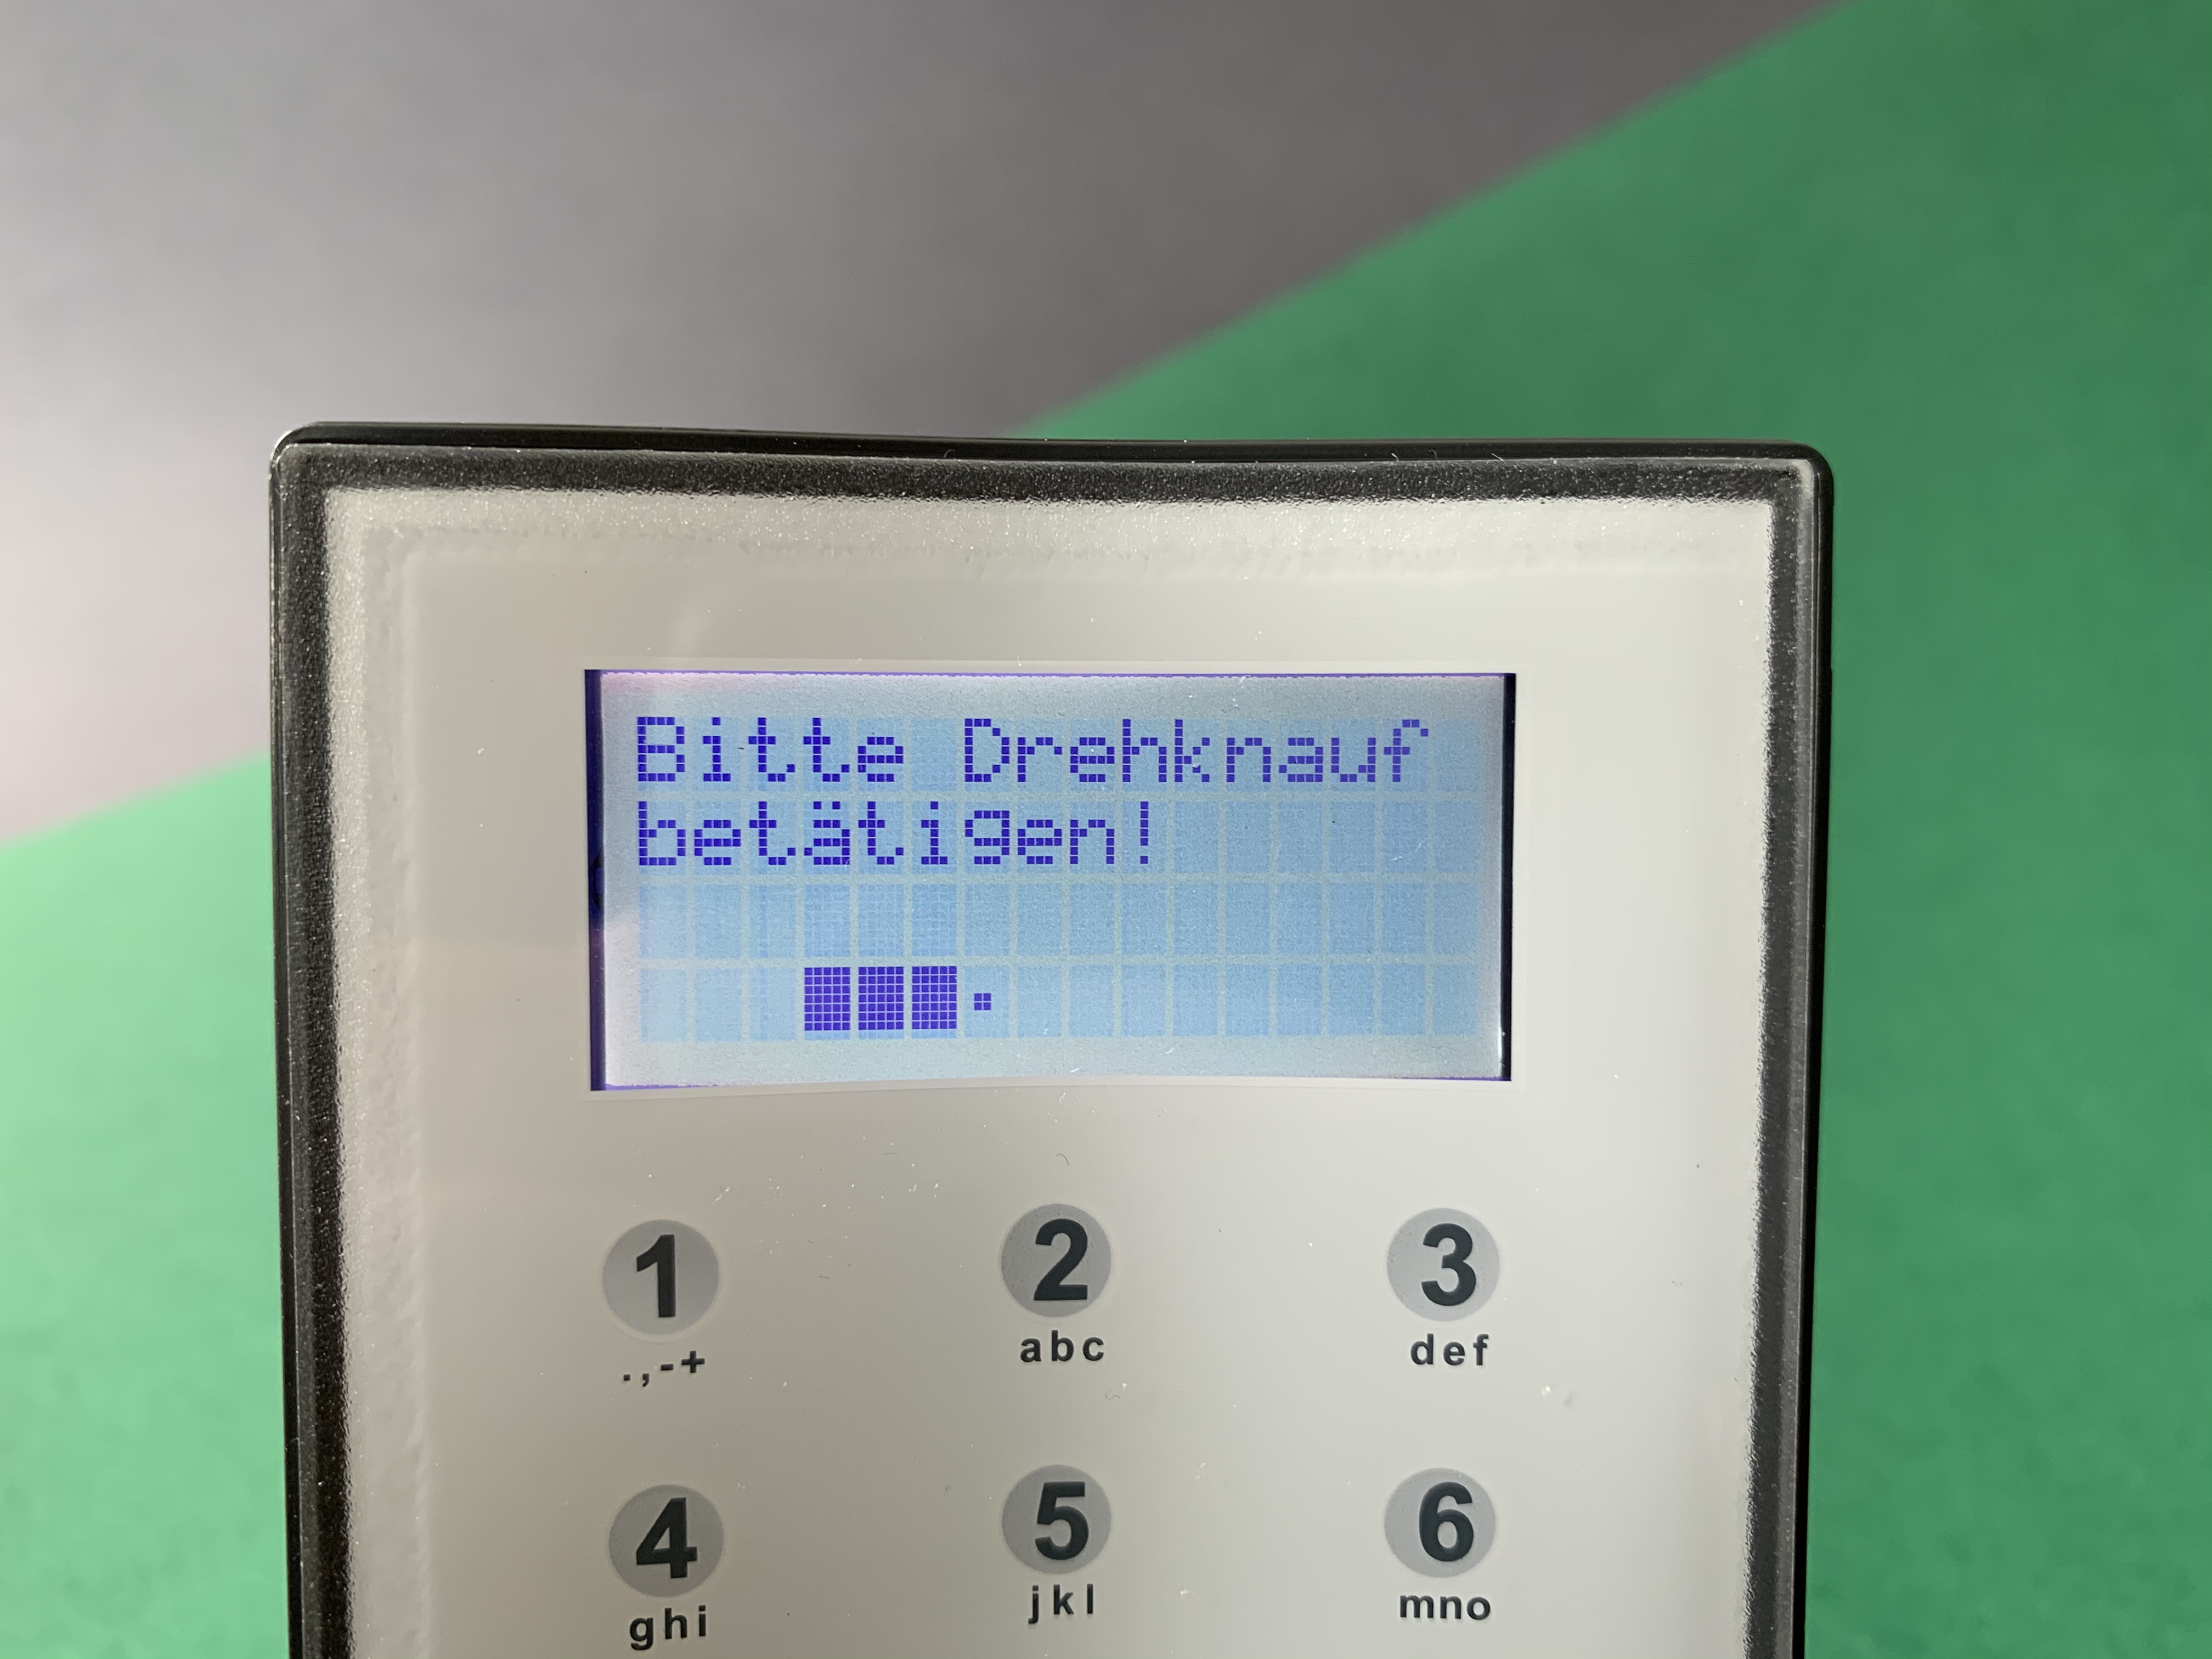 Bitte Drehknauf
betätigen!
1 2 3
.,-+ abc def
4 5 6
ghi jkl mno